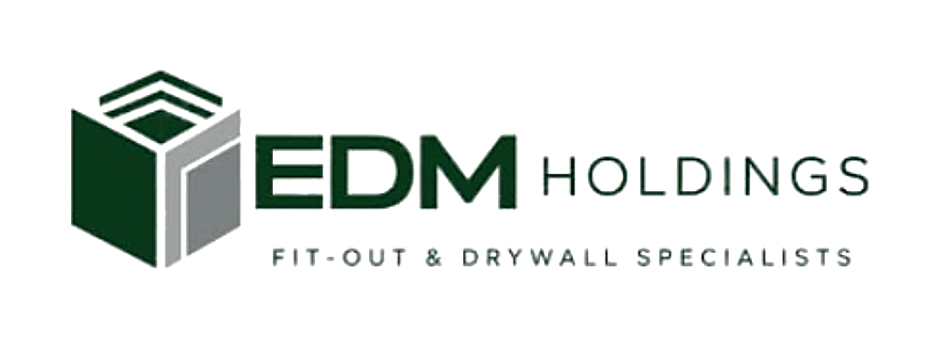 EDM HOLDINGS
FIT-OUT & DRYWALL SPECIALISTS